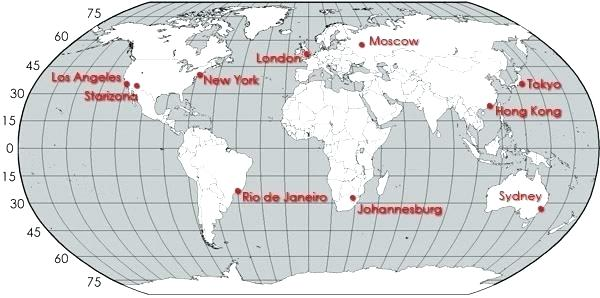 75
60
45
30
15
0
15
30
45
60
75
Moscow
London
Los Angeles
New York
Starizona
Tokyo
Hong Kong
Rio de Janeiro
Johannesburg
Sydney